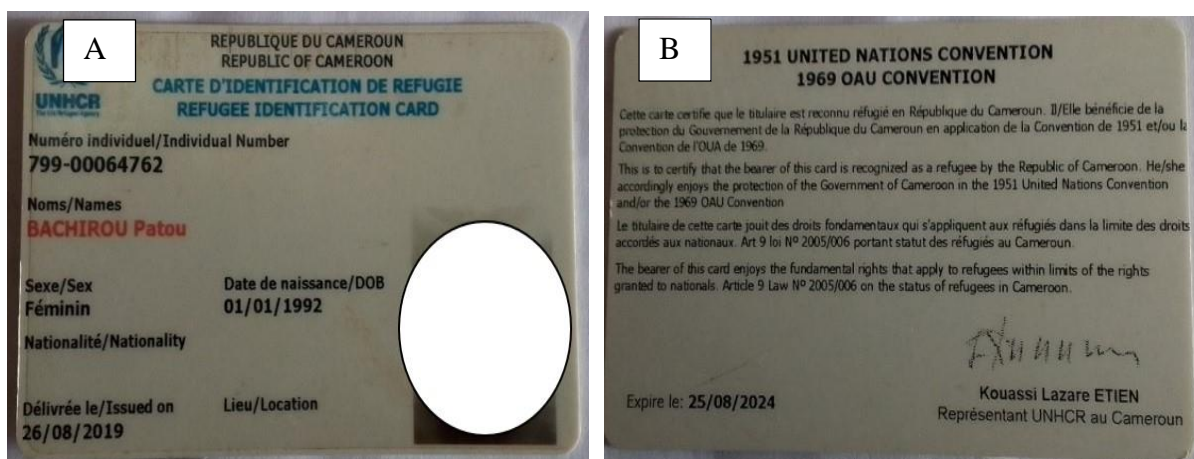 A
REPUBLIQUE DU CAMEROUN
REPUBLIC OF CAMEROON
CARTE D'IDENTIFICATION DE REFUGIE
REFUGEE IDENTIFICATION CARD
UNHCR
The UN Refugee Agency
Numéro individuel/Individual Number
799-00064762
Noms/Names
BACHIROU Patou
Sexe/Sex Date de naissance/DOB
Féminin 01/01/1992
Nationalité/Nationality
Délivrée le/Issued on Lieu/Location
26/08/2019
B
1951 UNITED NATIONS CONVENTION
1969 OAU CONVENTION
Cette carte certifie que le titulaire est reconnu réfugié en République du Cameroun. Il/Elle bénéficie de la
protection du Gouvernement de la République du Cameroun en application de la Convention de 1951 et/ou la
Convention de l'OUA de 1969.
This is to certify that the bearer of this card is recognized as a refugee by the Republic of Cameroon. He/she
accordingly enjoys the protection of the Government of Cameroon in the 1951 United Nations Convention
and/or the 1969 OAU Convention
Le titulaire de cette carte jouit des droits fondamentaux qui s'appliquent aux réfugiés dans la limite des droits
accordés aux nationaux. Art 9 loi Nº 2005/006 portant statut des réfugiés au Cameroun.
The bearer of this card enjoys the fundamental rights that apply to refugees within limits of the rights
granted to nationals. Article 9 Law Nº 2005/006 on the status of refugees in Cameroon.
Expire le: 25/08/2024
Kouassi Lazare ETIEN
Représentant UNHCR au Cameroun